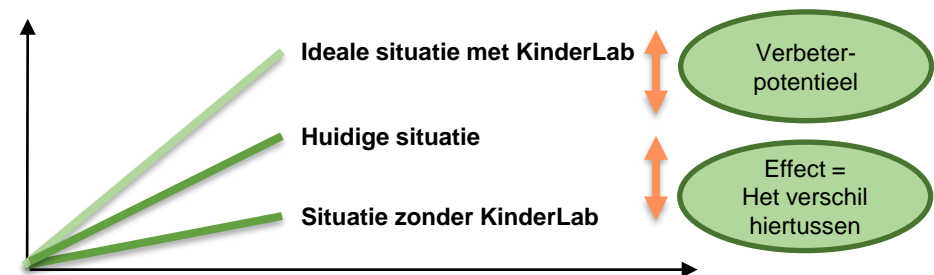 Ideale situatie met KinderLab
Verbeter-
potentieel
Huidige situatie
Effect =
Het verschil
hiertussen
Situatie zonder KinderLab